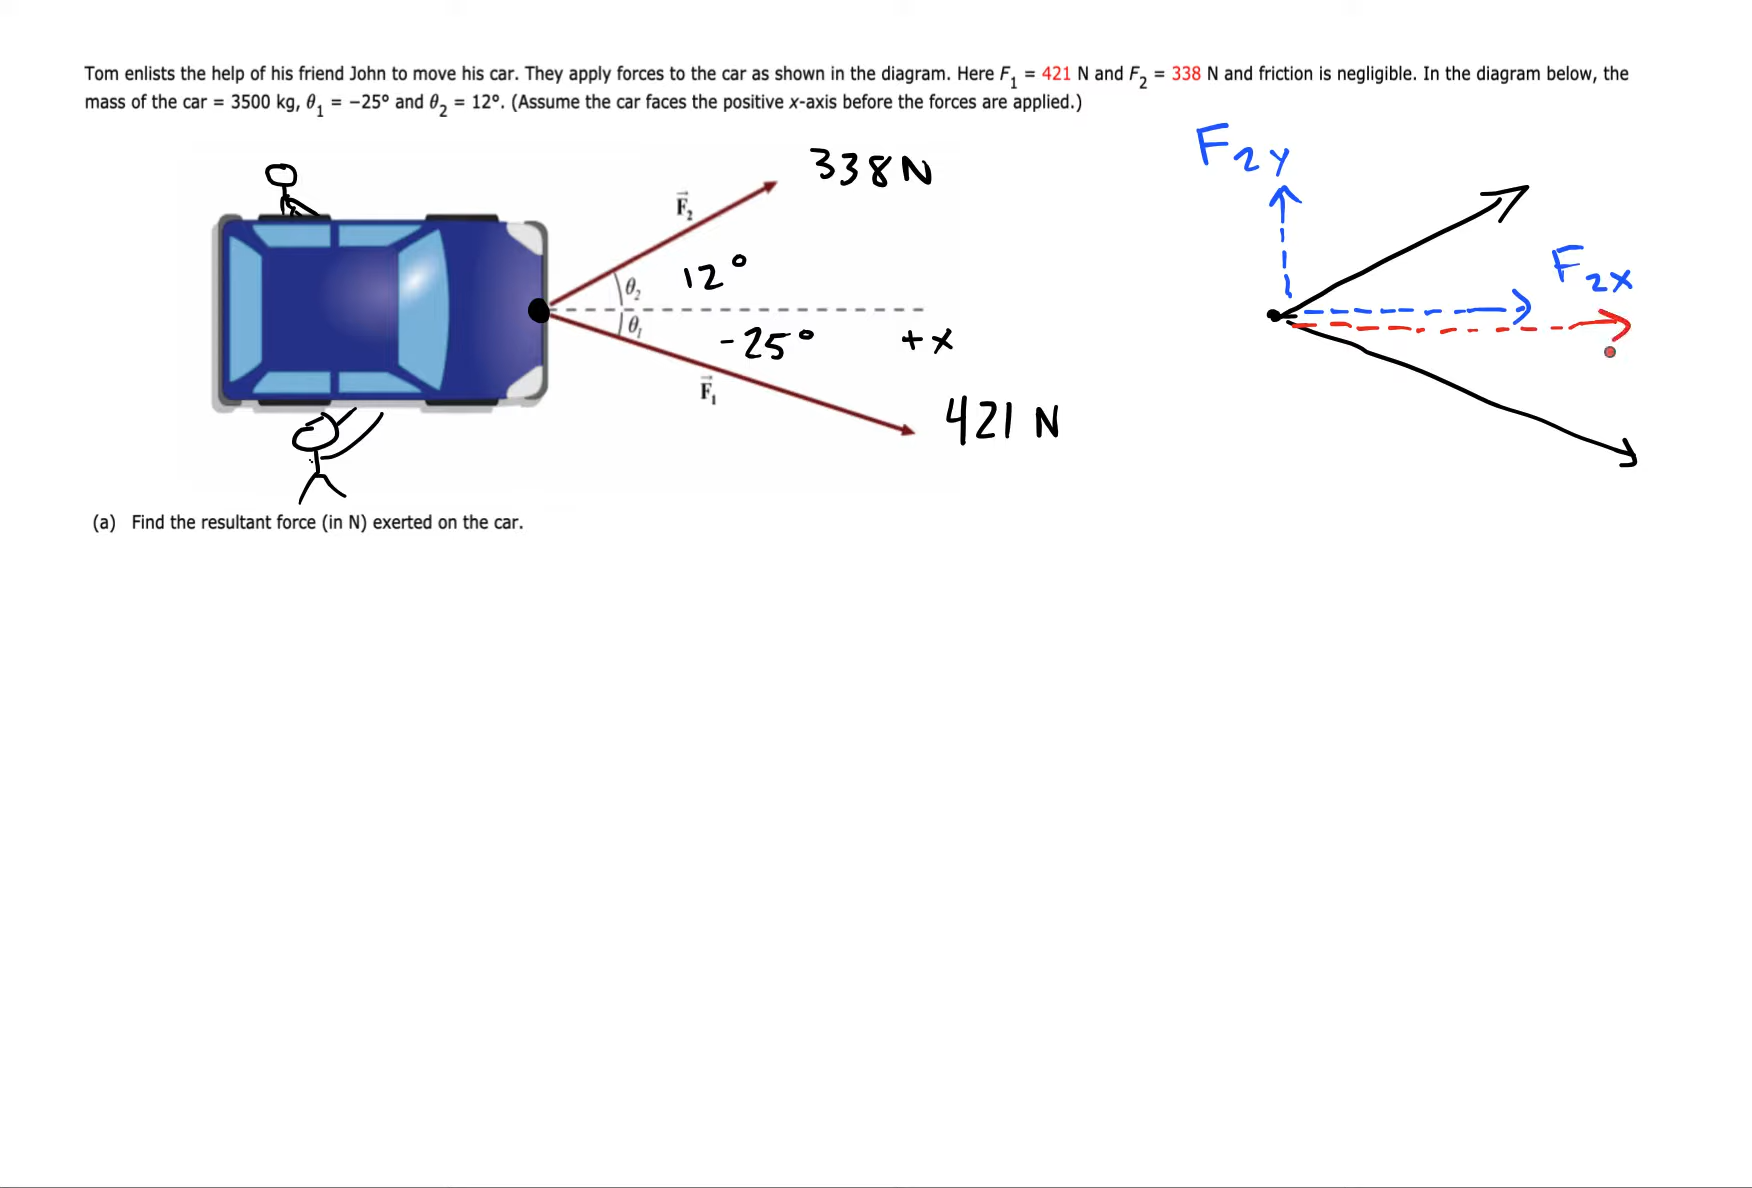 Tom enlists the help of his friend John to move his car. They apply forces to the car as shown in the diagram. Here F₁ = 421 N and F₂ = 338 N and friction is negligible. In the diagram below, the
mass of the car = 3500 kg, θ₁ = −25° and θ₂ = 12°. (Assume the car faces the positive x-axis before the forces are applied.)
F2y
338N
F⃗₂
12°
θ₂
F2x
θ₁
-25°
+x
F⃗₁
421 N
(a) Find the resultant force (in N) exerted on the car.